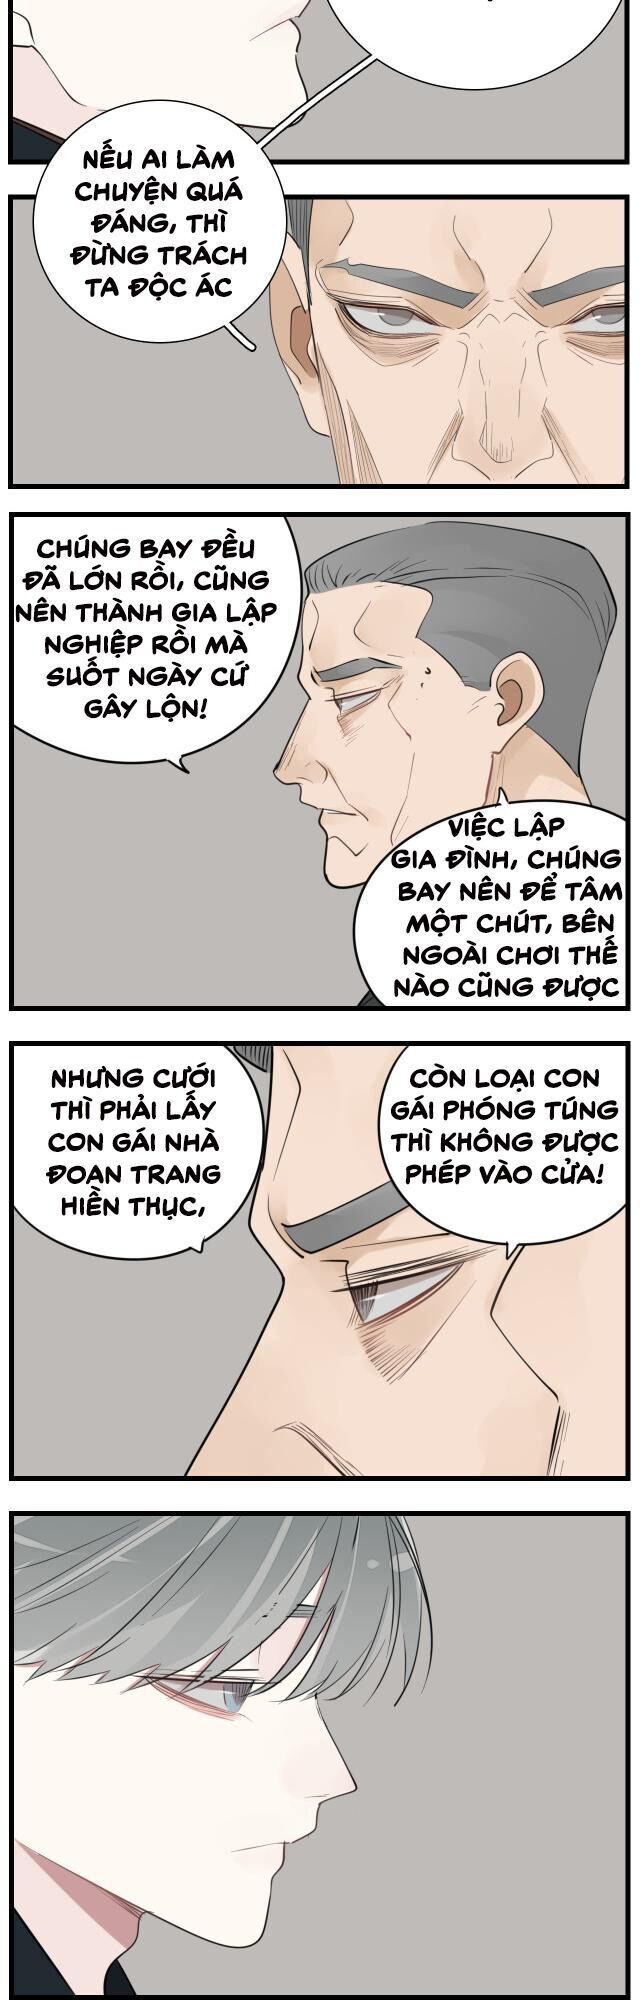 NẾU AI LÀM
CHUYỆN QUÁ
ĐÁNG, THÌ
ĐỪNG TRÁCH
TA ĐỘC ÁC
CHÚNG BAY ĐỀU
ĐÃ LỚN RỒI, CŨNG
NÊN THÀNH GIA LẬP
NGHIỆP RỒI MÀ
SUỐT NGÀY CỨ
GÂY LỘN!
VIỆC LẬP
GIA ĐÌNH, CHÚNG
BAY NÊN ĐỂ TÂM
MỘT CHÚT, BÊN
NGOÀI CHƠI THẾ
NÀO CŨNG ĐƯỢC
NHƯNG CƯỚI
THÌ PHẢI LẤY
CON GÁI NHÀ
ĐOAN TRANG
HIỀN THỤC,
CÒN LOẠI CON
GÁI PHÓNG TÚNG
THÌ KHÔNG ĐƯỢC
PHÉP VÀO CỬA!